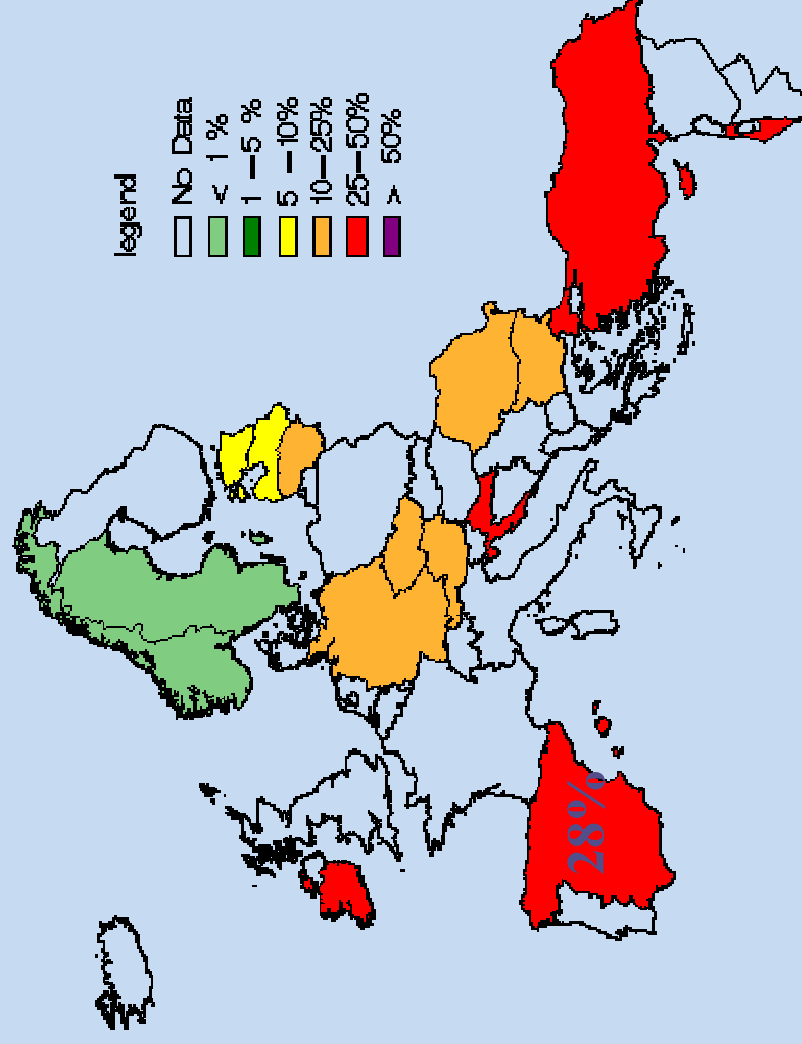 legend
No Data
< 1 %
1 –5 %
5 –10%
10–25%
25–50%
> 50%
28%